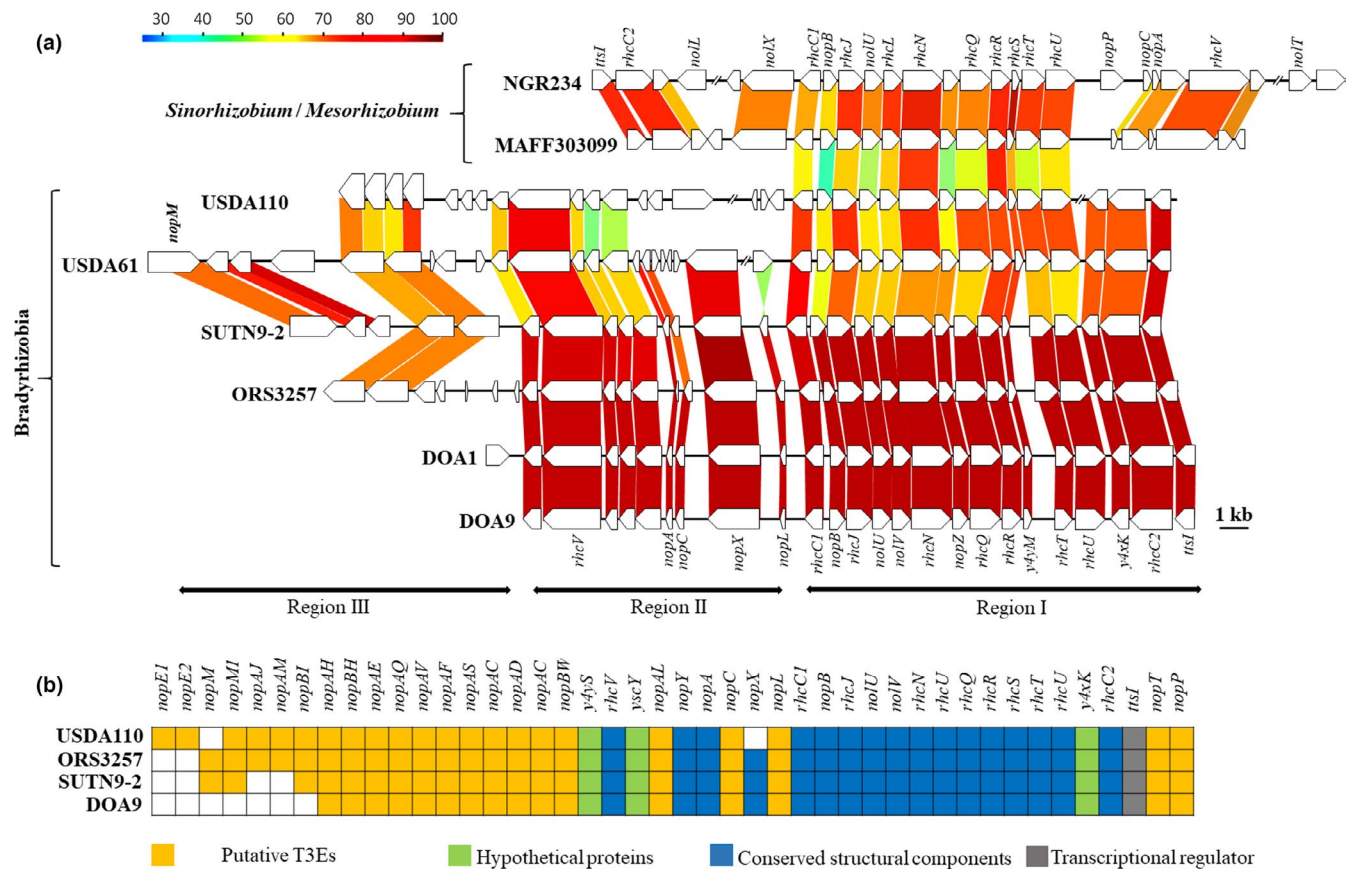 (a)
30 40 50 60 70 80 90 100
ttsI rhcC2 nolL nolX rhcC1 nopB rhcJ nolU rhcL rhcN rhcQ rhcR rhcS rhcT rhcU nopP nopC nopA rhcV nolT
NGR234
Sinorhizobium / Mesorhizobium
MAFF303099
USDA110
nopM
USDA61
SUTN9-2
Bradyrhizobia
ORS3257
DOA1
DOA9
1 kb
rhcV nopA nopC nopX nopL rhcC1 nopB rhcJ nolU nolV rhcN nopZ rhcQ rhcR y4yM rhcT rhcU y4xK rhcC2 ttsI
Region III Region II Region I
(b)
nopE1 nopE2 nopM nopM1 nopAJ nopAM nopBI nopAH nopBH nopAE nopAQ nopAV nopAF nopAS nopAC nopAD nopAC nopBW y4yS rhcV yscY nopAL nopY nopA nopC nopX nopL rhcC1 nopB rhcJ nolU nolV rhcN rhcU rhcQ rhcR rhcS rhcT rhcU y4xK rhcC2 ttsI nopT nopP
USDA110
ORS3257
SUTN9-2
DOA9
Putative T3Es Hypothetical proteins Conserved structural components Transcriptional regulator